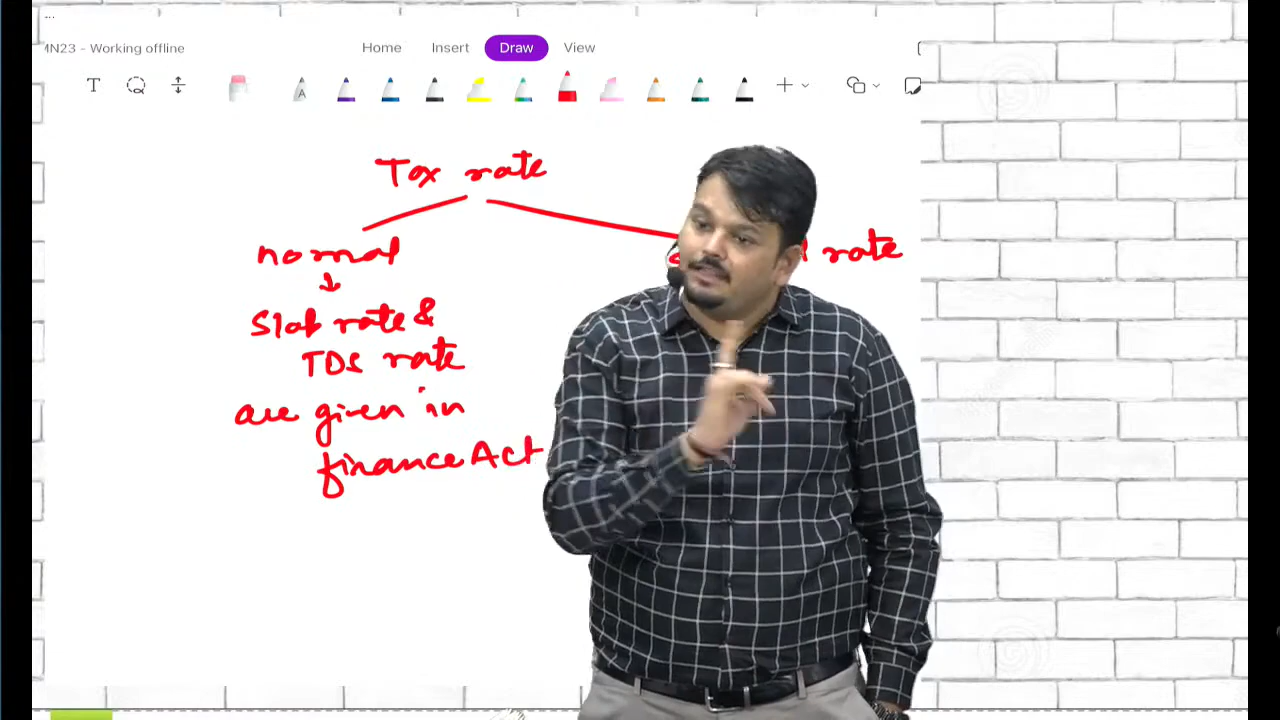 MN23 - Working offline
Home Insert Draw View
T
A
Tax rate
normal
rate
Slab rate &
TDS rate
are given in
finance Act